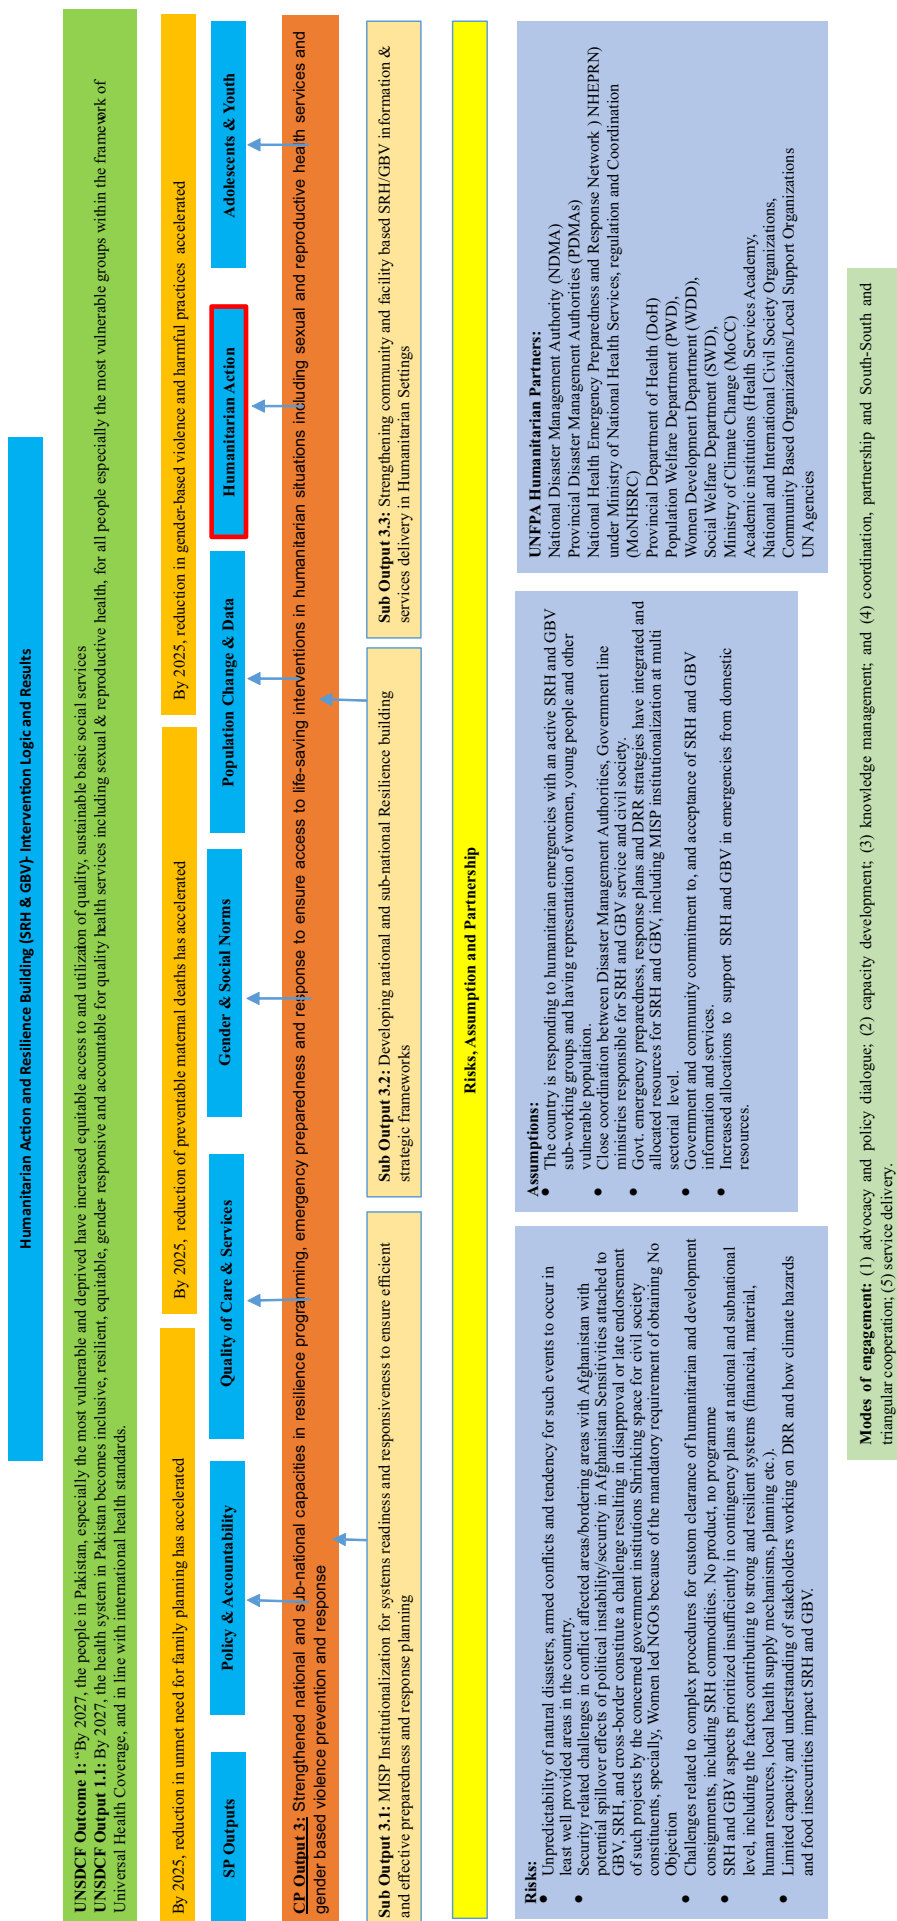 Humanitarian Action and Resilience Building (SRH & GBV)- Intervention Logic and Results
UNSDCF Outcome 1: “By 2027, the people in Pakistan, especially the most vulnerable and deprived have increased equitable access to and utilization of quality, sustainable basic social services
UNSDCF Output 1.1: By 2027, the health system in Pakistan becomes inclusive, resilient, equitable, gender-responsive and accountable for quality health services including sexual & reproductive health, for all people especially the most vulnerable groups within the framework of
Universal Health Coverage, and in line with international health standards.
By 2025, reduction in unmet need for family planning has accelerated
By 2025, reduction of preventable maternal deaths has accelerated
By 2025, reduction in gender-based violence and harmful practices accelerated
SP Outputs
Policy & Accountability
Quality of Care & Services
Gender & Social Norms
Population Change & Data
Humanitarian Action
Adolescents & Youth
CP Output 3: Strengthened national and sub-national capacities in resilience programming, emergency preparedness and response to ensure access to life-saving interventions in humanitarian situations including sexual and reproductive health services and
gender based violence prevention and response
Sub Output 3.1: MISP Institutionalization for systems readiness and responsiveness to ensure efficient
and effective preparedness and response planning
Sub Output 3.2: Developing national and sub-national Resilience building
strategic frameworks
Sub Output 3.3: Strengthening community and facility based SRH/GBV information &
services delivery in Humanitarian Settings
Risks, Assumption and Partnership
Risks:
● Unpredictability of natural disasters, armed conflicts and tendency for such events to occur in
least well provided areas in the country.
● Security related challenges in conflict affected areas/bordering areas with Afghanistan with
potential spillover effects of political instability/security in Afghanistan Sensitivities attached to
GBV, SRH, and cross-border constitute a challenge resulting in disapproval or late endorsement
of such projects by the concerned government institutions Shrinking space for civil society
constituents, specially, Women led NGOs because of the mandatory requirement of obtaining No
Objection
● Challenges related to complex procedures for custom clearance of humanitarian and development
consignments, including SRH commodities. No product, no programme
● SRH and GBV aspects prioritized insufficiently in contingency plans at national and subnational
level, including the factors contributing to strong and resilient systems (financial, material,
human resources, local health supply mechanisms, planning etc.).
● Limited capacity and understanding of stakeholders working on DRR and how climate hazards
and food insecurities impact SRH and GBV.
Assumptions:
● The country is responding to humanitarian emergencies with an active SRH and GBV
sub-working groups and having representation of women, young people and other
vulnerable population.
● Close coordination between Disaster Management Authorities, Government line
ministries responsible for SRH and GBV service and civil society.
● Govt. emergency preparedness, response plans and DRR strategies have integrated and
allocated resources for SRH and GBV, including MISP institutionalization at multi
sectorial level.
● Government and community commitment to, and acceptance of SRH and GBV
information and services.
● Increased allocations to support SRH and GBV in emergencies from domestic
resources.
UNFPA Humanitarian Partners:
National Disaster Management Authority (NDMA)
Provincial Disaster Management Authorities (PDMAs)
National Health Emergency Preparedness and Response Network ) NHEPRN)
under Ministry of National Health Services, regulation and Coordination
(MoNHSRC)
Provincial Department of Health (DoH)
Population Welfare Department (PWD),
Women Development Department (WDD),
Social Welfare Department (SWD),
Ministry of Climate Change (MoCC)
Academic institutions (Health Services Academy,
National and International Civil Society Organizations,
Community Based Organizations/Local Support Organizations
UN Agencies
Modes of engagement: (1) advocacy and policy dialogue; (2) capacity development; (3) knowledge management; and (4) coordination, partnership and South-South and
triangular cooperation; (5) service delivery.